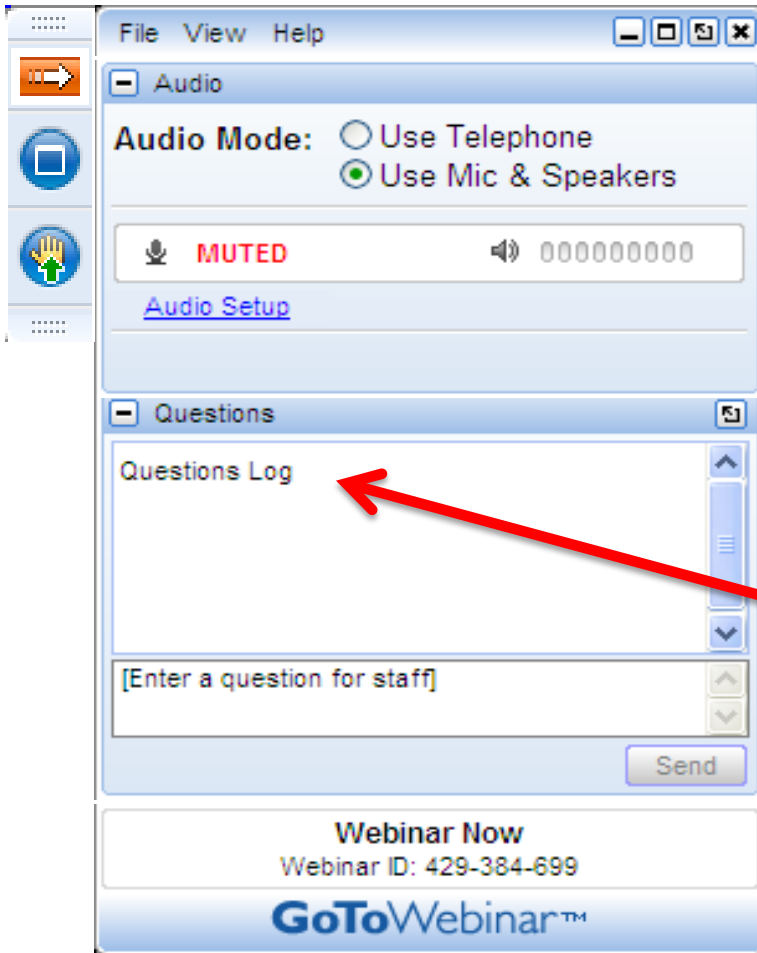 File View Help
Audio
Audio Mode: Use Telephone
Use Mic & Speakers
MUTED 000000000
Audio Setup
Questions
Questions Log
[Enter a question for staff]
Send
Webinar Now
Webinar ID: 429-384-699
GoToWebinar™